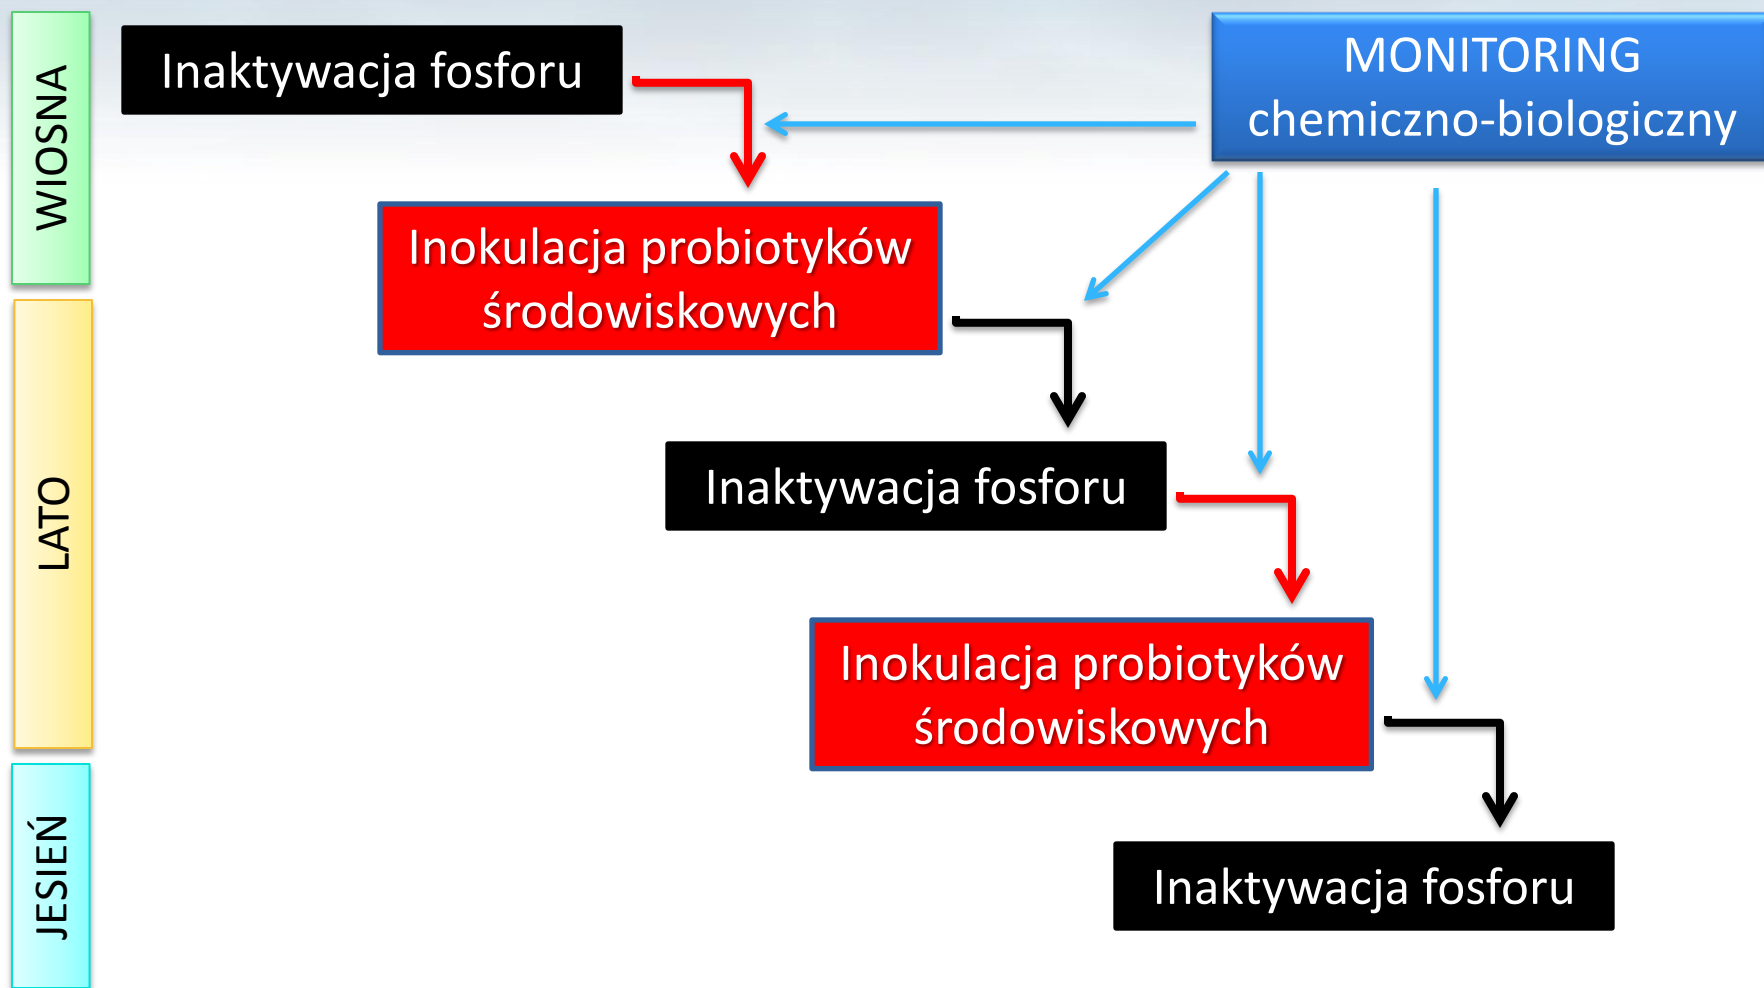 WIOSNA
Inaktywacja fosforu
MONITORING
chemiczno-biologiczny
Inokulacja probiotyków
środowiskowych
LATO
Inaktywacja fosforu
Inokulacja probiotyków
środowiskowych
JESIEŃ
Inaktywacja fosforu